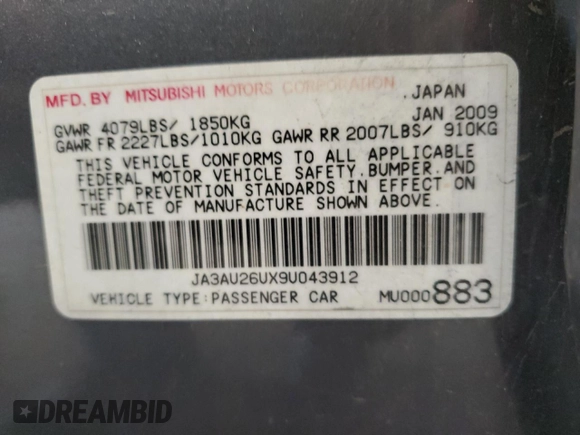 MFD. BY MITSUBISHI MOTORS CORPORATION. JAPAN
GVWR 4079LBS/ 1850KG JAN 2009
GAWR FR 2227LBS/1010KG GAWR RR 2007LBS/ 910KG
THIS VEHICLE CONFORMS TO ALL APPLICABLE
FEDERAL MOTOR VEHICLE SAFETY, BUMPER, AND
THEFT PREVENTION STANDARDS IN EFFECT ON
THE DATE OF MANUFACTURE SHOWN ABOVE.
JA3AU26UX9U043912
VEHICLE TYPE:PASSENGER CAR MU000883
DREAMBID